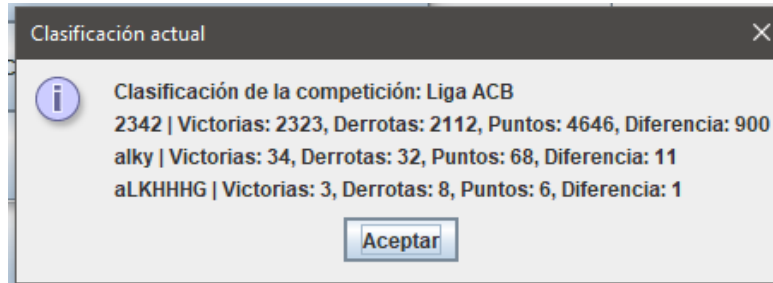 Clasificación actual
Clasificación de la competición: Liga ACB
2342 | Victorias: 2323, Derrotas: 2112, Puntos: 4646, Diferencia: 900
alky | Victorias: 34, Derrotas: 32, Puntos: 68, Diferencia: 11
aLKHHHG | Victorias: 3, Derrotas: 8, Puntos: 6, Diferencia: 1
Aceptar